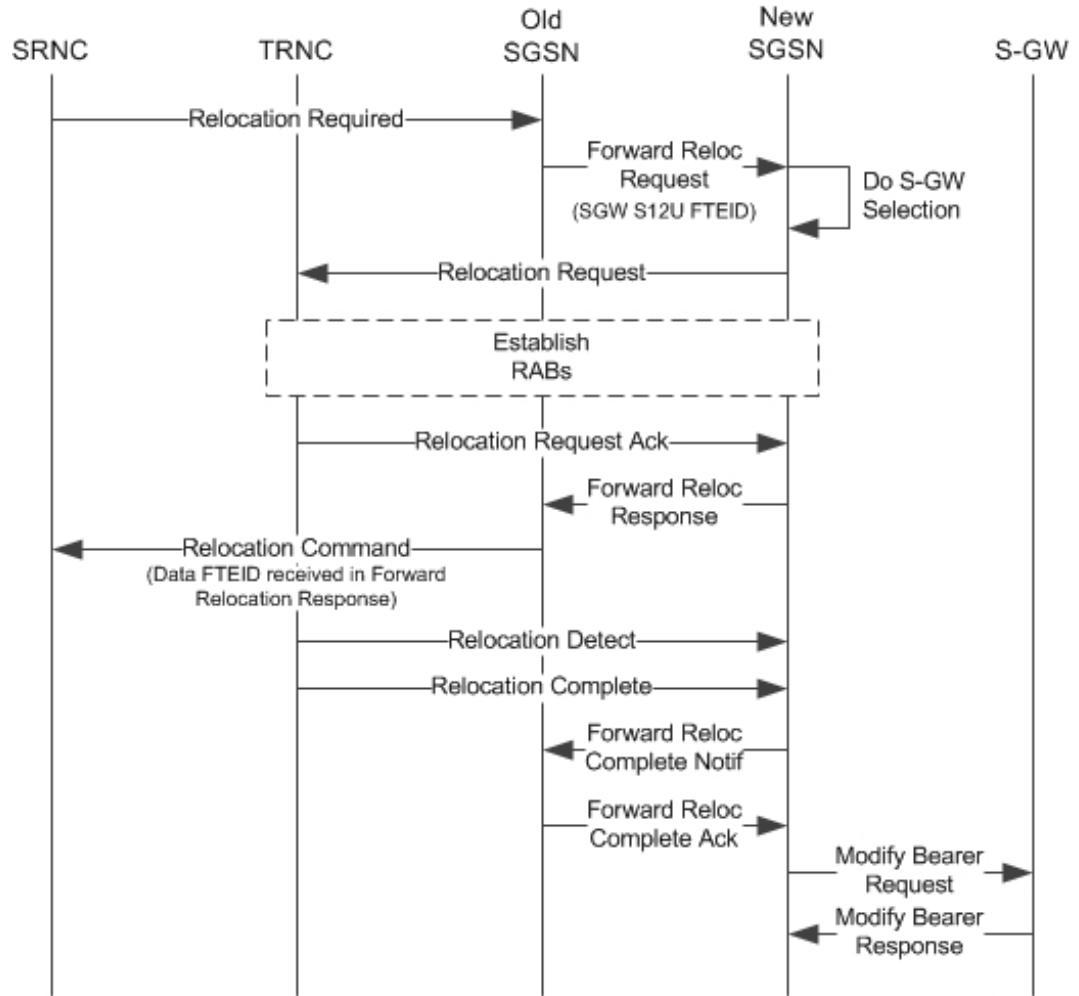 SRNC
TRNC
Old
SGSN
New
SGSN
S-GW
Relocation Required
Forward Reloc
Request
(SGW S12U FTEID)
Do S-GW
Selection
Relocation Request
Establish
RABs
Relocation Request Ack
Forward Reloc
Response
Relocation Command
(Data FTEID received in Forward
Relocation Response)
Relocation Detect
Relocation Complete
Forward Reloc
Complete Notif
Forward Reloc
Complete Ack
Modify Bearer
Request
Modify Bearer
Response